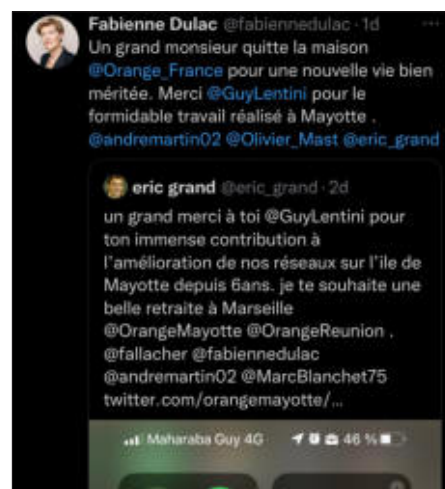 Fabienne Dulac @fabiennedulac · 1d
Un grand monsieur quitte la maison
@Orange_France pour une nouvelle vie bien
méritée. Merci @GuyLentini pour le
formidable travail réalisé à Mayotte .
@andremartin02 @Olivier_Mast @eric_grand
eric grand @eric_grand · 2d
un grand merci à toi @GuyLentini pour
ton immense contribution à
l'amélioration de nos réseaux sur l'ile de
Mayotte depuis 6ans. je te souhaite une
belle retraite à Marseille
@OrangeMayotte @OrangeReunion .
@fallacher @fabiennedulac
@andremartin02 @MarcBlanchet75
twitter.com/orangemayotte/...
Maharaba Guy 4G 46 %